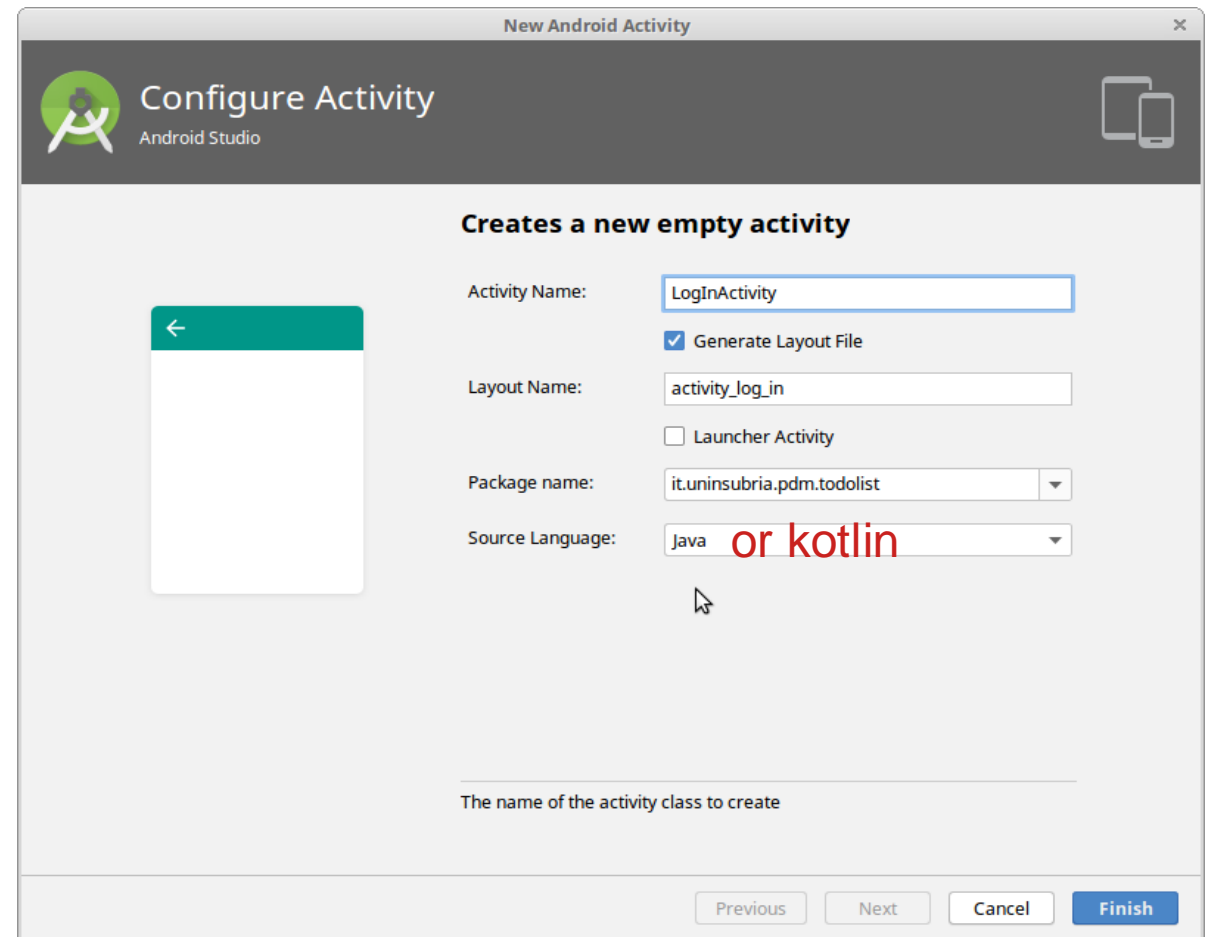 New Android Activity
Configure Activity
Android Studio
Creates a new empty activity
Activity Name: LogInActivity
Generate Layout File
Layout Name: activity_log_in
Launcher Activity
Package name: it.uninsubria.pdm.todolist
Source Language: Java or kotlin
The name of the activity class to create
Previous Next Cancel Finish